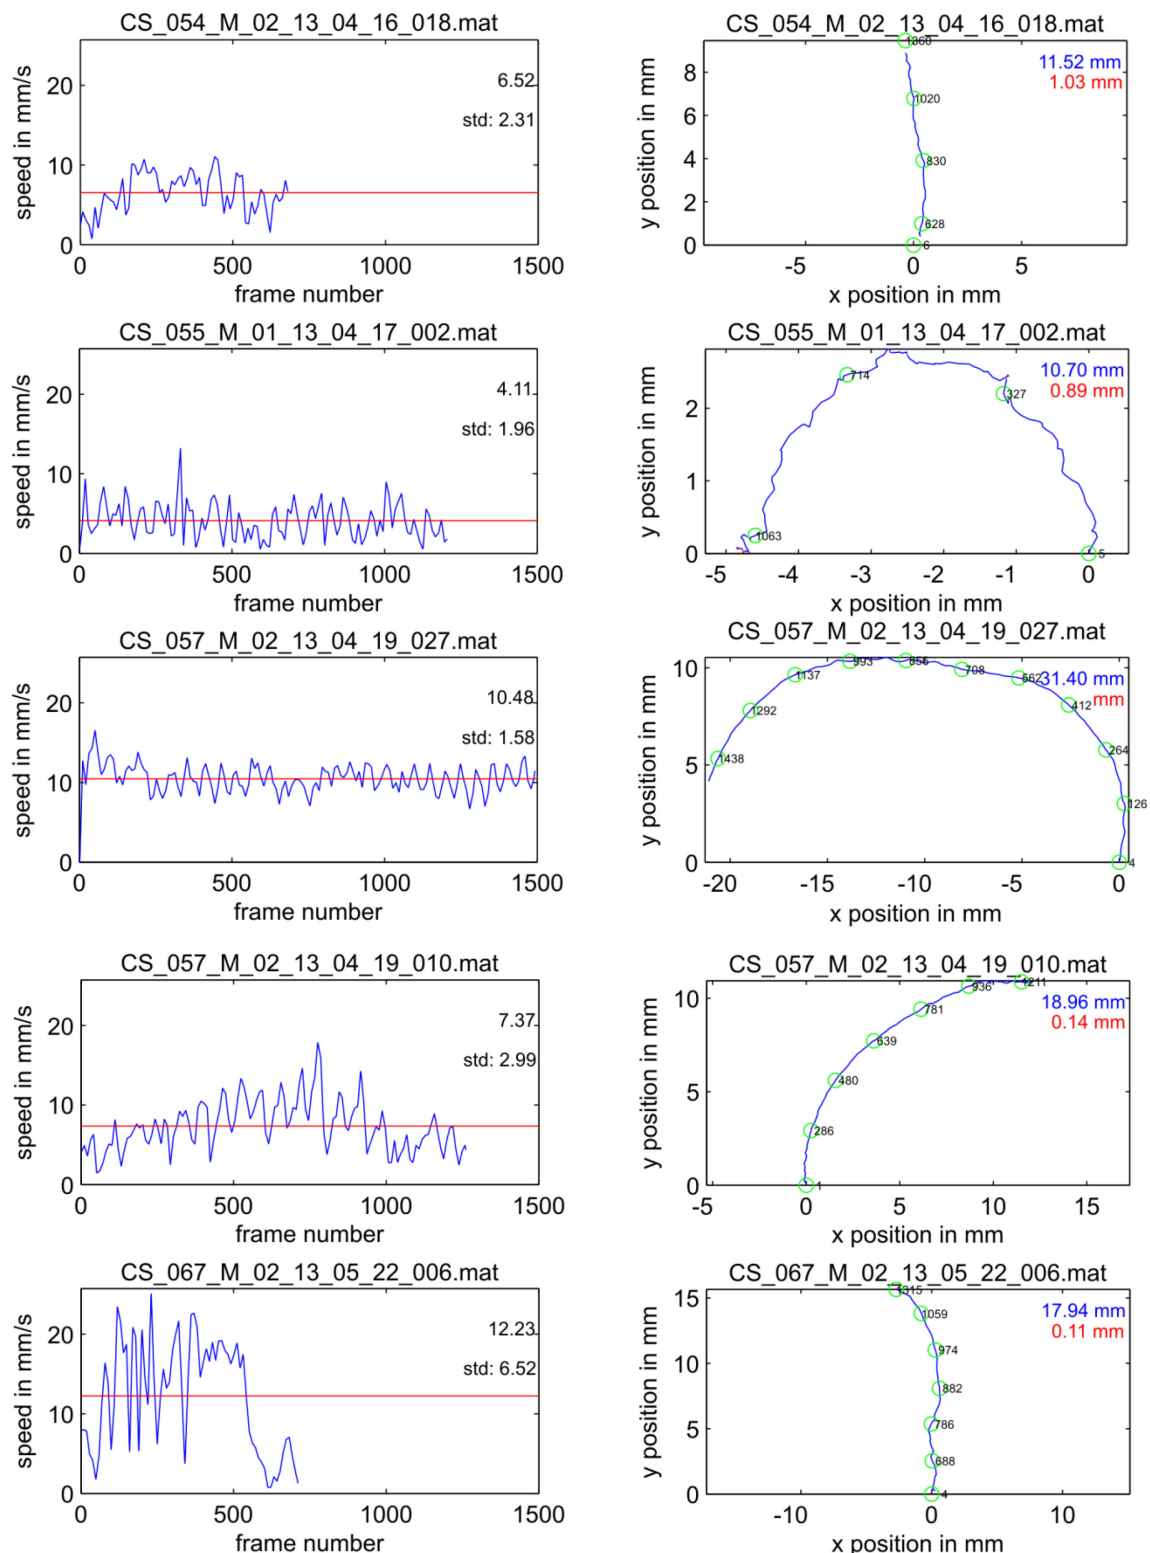 CS_054_M_02_13_04_16_018.mat
speed in mm/s
20
10
0
6.52
std: 2.31
0 500 1000 1500
frame number
CS_054_M_02_13_04_16_018.mat
y position in mm
8
6
4
2
0
11.52 mm
1.03 mm
1360
1020
830
628
6
-5 0 5
x position in mm
CS_055_M_01_13_04_17_002.mat
speed in mm/s
20
10
0
4.11
std: 1.96
0 500 1000 1500
frame number
CS_055_M_01_13_04_17_002.mat
y position in mm
2
1
0
10.70 mm
0.89 mm
714
327
1063
5
-5 -4 -3 -2 -1 0
x position in mm
CS_057_M_02_13_04_19_027.mat
speed in mm/s
20
10
0
10.48
std: 1.58
0 500 1000 1500
frame number
CS_057_M_02_13_04_19_027.mat
y position in mm
10
5
0
31.40 mm
mm
1137
993
856
708
562
412
1292
264
1438
126
4
-20 -15 -10 -5 0
x position in mm
CS_057_M_02_13_04_19_010.mat
speed in mm/s
20
10
0
7.37
std: 2.99
0 500 1000 1500
frame number
CS_057_M_02_13_04_19_010.mat
y position in mm
10
5
0
18.96 mm
0.14 mm
936
1211
781
639
480
286
1
-5 0 5 10 15
x position in mm
CS_067_M_02_13_05_22_006.mat
speed in mm/s
20
10
0
12.23
std: 6.52
0 500 1000 1500
frame number
CS_067_M_02_13_05_22_006.mat
y position in mm
15
10
5
0
17.94 mm
0.11 mm
1315
1059
974
882
786
688
4
-10 0 10
x position in mm